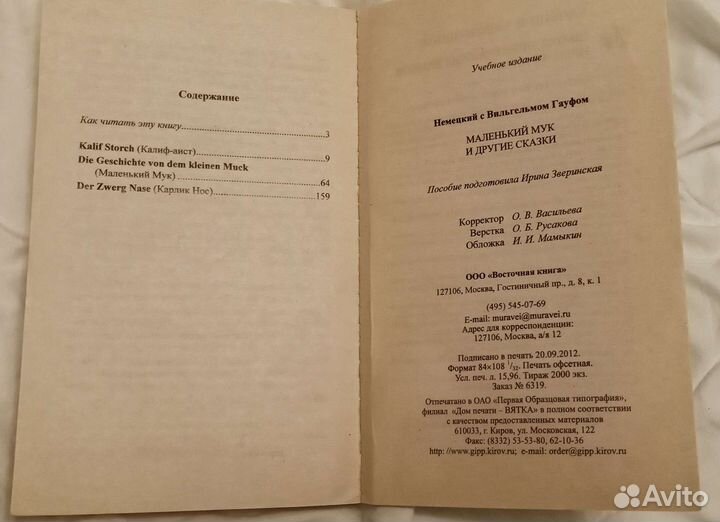 Содержание
Как читать эту книгу 3
Kalif Storch (Калиф-аист) 9
Die Geschichte von dem kleinen Muck
(Маленький Мук) 64
Der Zwerg Nase (Карлик Нос) 159
Учебное издание
Немецкий с Вильгельмом Гауфом
МАЛЕНЬКИЙ МУК
И ДРУГИЕ СКАЗКИ
Пособие подготовила Ирина Зверинская
Корректор О. В. Васильева
Верстка О. Б. Русакова
Обложка И. И. Мамыкин
ООО «Восточная книга»
127106, Москва, Гостиничный пр., д. 8, к. 1
(495) 545-07-69
E-mail: muravei@muravei.ru
Адрес для корреспонденции:
127106, Москва, а/я 12
Подписано в печать 20.09.2012.
Формат 84×108 1/32. Печать офсетная.
Усл. печ. л. 15,96. Тираж 2000 экз.
Заказ № 6319.
Отпечатано в ОАО «Первая Образцовая типография»,
филиал «Дом печати – ВЯТКА» в полном соответствии
с качеством предоставленных материалов
610033, г. Киров, ул. Московская, 122
Факс: (8332) 53-53-80, 62-10-36
http://www.gipp.kirov.ru; e-mail: order@gipp.kirov.ru
Avito